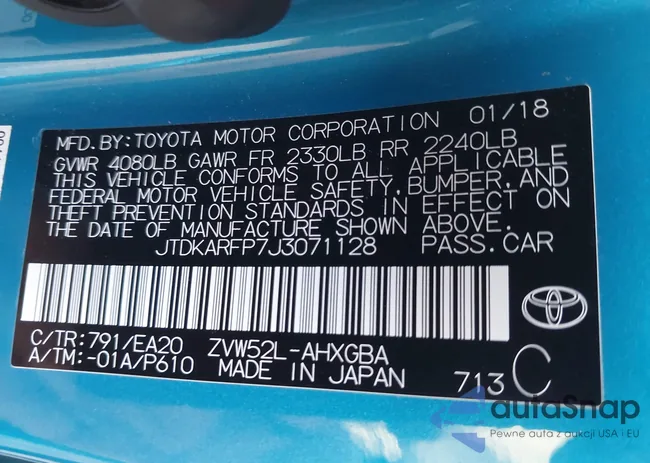 MFD.BY:TOYOTA MOTOR CORPORATION 01/18
GVWR 4080LB GAWR FR 2330LB RR 2240LB
THIS VEHICLE CONFORMS TO ALL APPLICABLE
FEDERAL MOTOR VEHICLE SAFETY,BUMPER,AND
THEFT PREVENTION STANDARDS IN EFFECT ON
THE DATE OF MANUFACTURE SHOWN ABOVE.
JTDKARFP7J3071128 PASS.CAR
C/TR:791/EA20 ZVW52L-AHXGBA
A/TM:-01A/P610 MADE IN JAPAN 713 C
autoSnap
Pewne auta z aukcji USA i EU